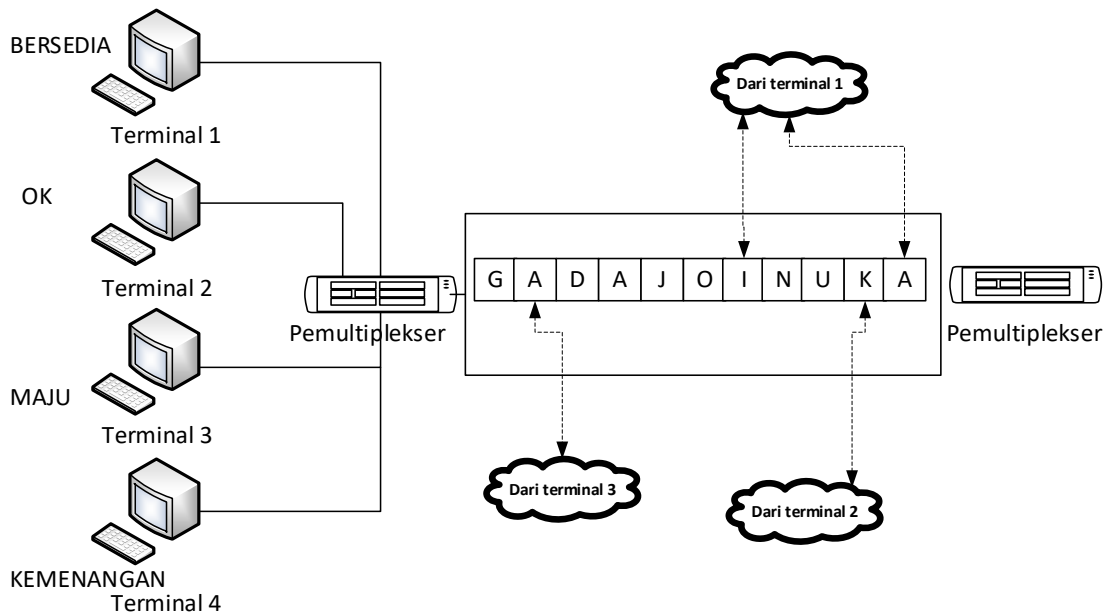 BERSEDIA
Terminal 1
OK
Terminal 2
MAJU
Terminal 3
KEMENANGAN
Terminal 4
Pemultiplekser
Dari terminal 1
G A D A J O I N U K A
Pemultiplekser
Dari terminal 3
Dari terminal 2